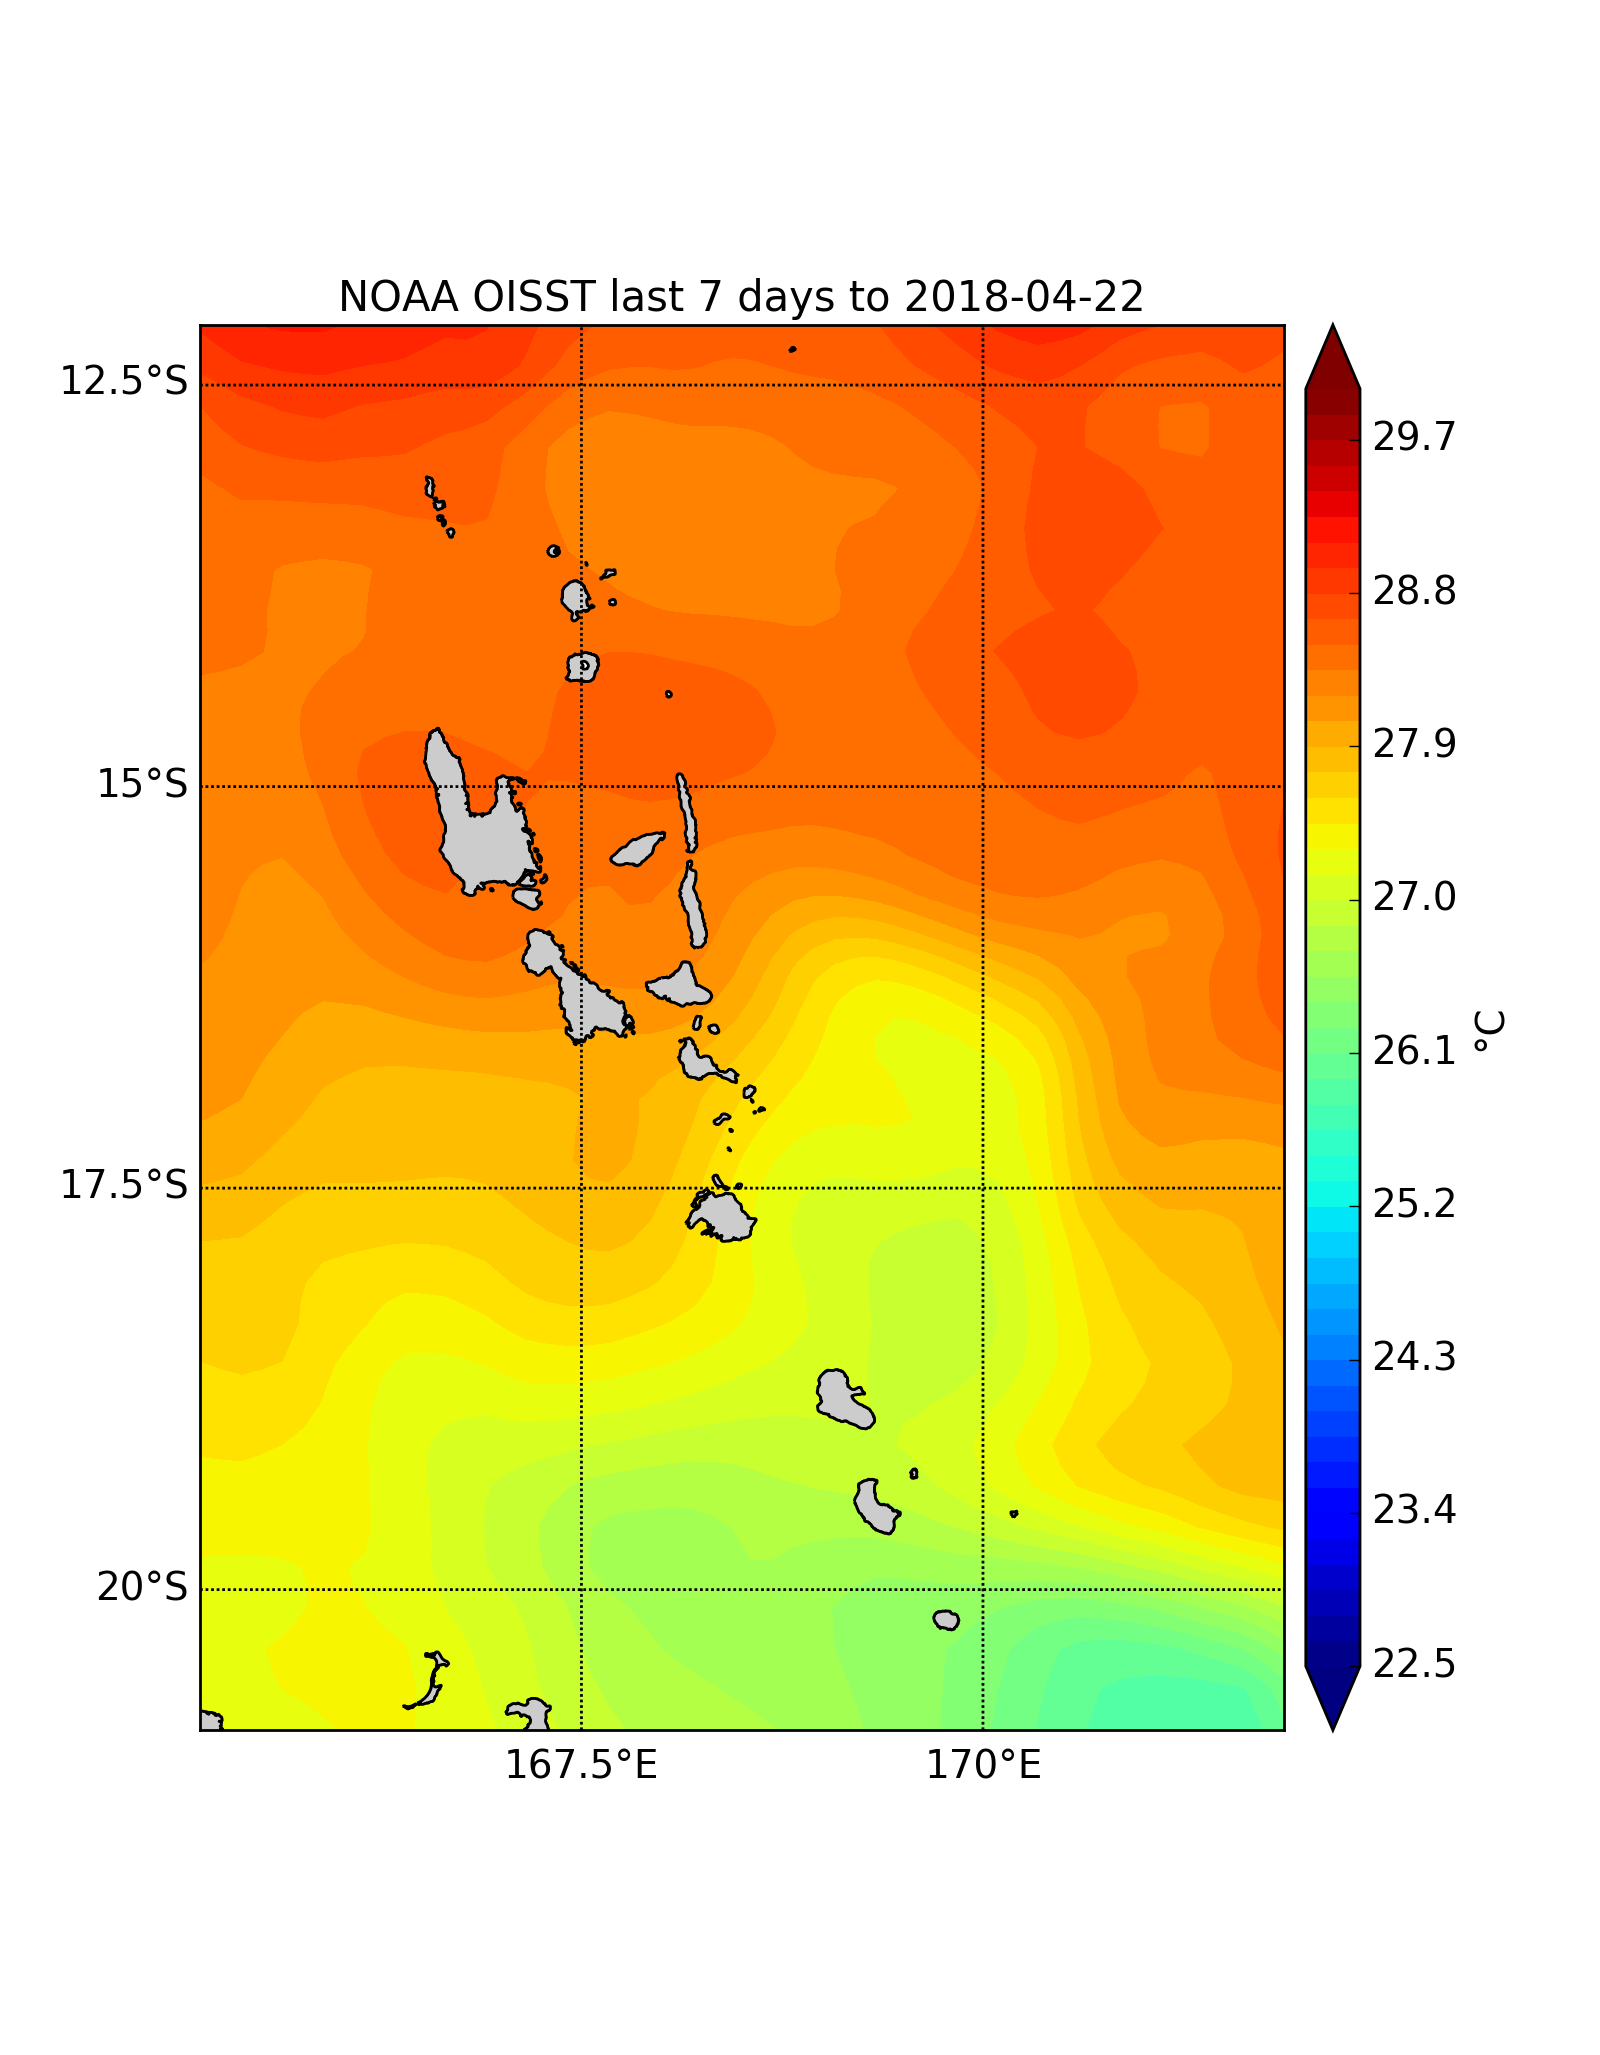 NOAA OISST last 7 days to 2018-04-22
12.5°S
15°S
17.5°S
20°S
167.5°E
170°E
29.7
28.8
27.9
27.0
26.1
25.2
24.3
23.4
22.5
°C